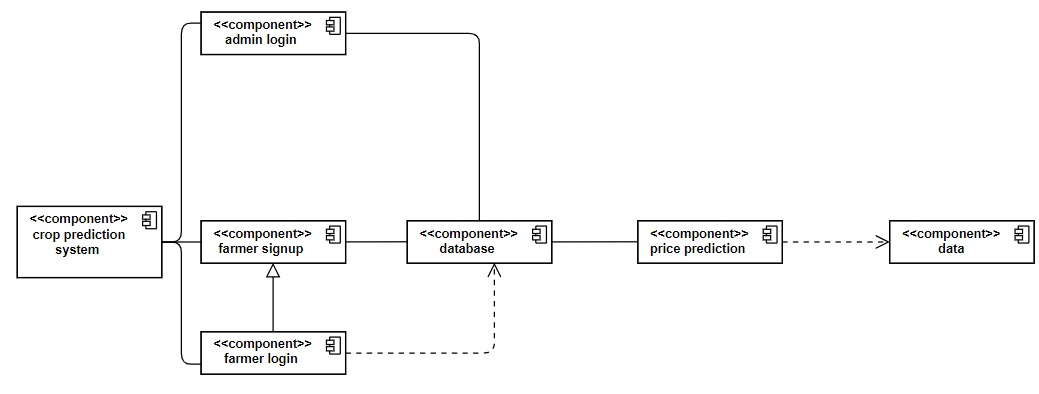 <<component>>
admin login
<<component>>
crop prediction
system
<<component>>
farmer signup
<<component>>
database
<<component>>
price prediction
<<component>>
data
<<component>>
farmer login